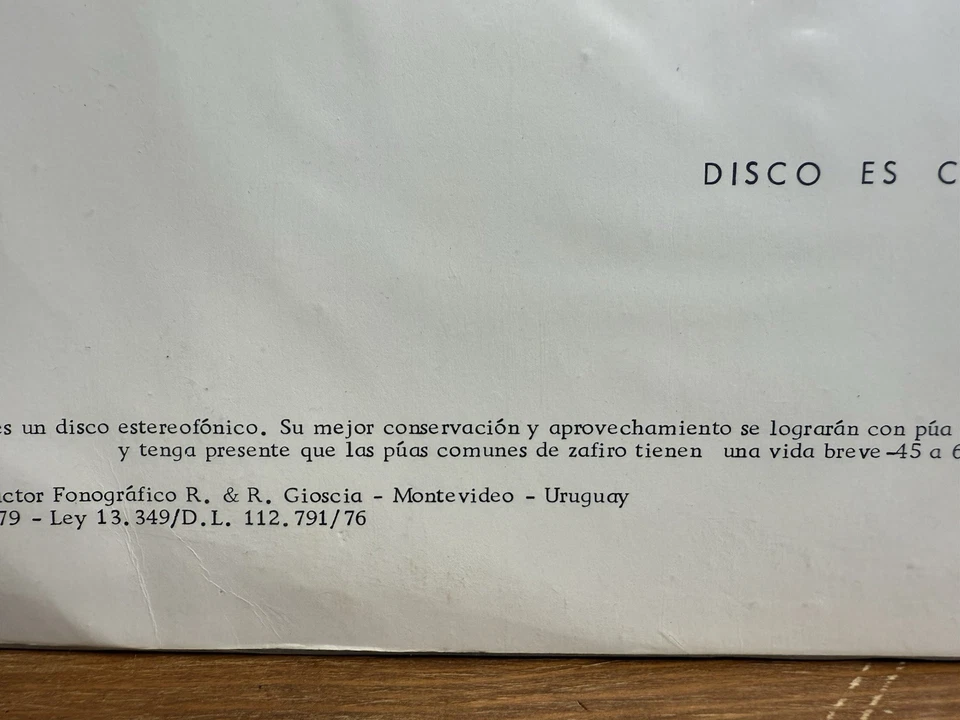 DISCO ES C
es un disco estereofónico. Su mejor conservación y aprovechamiento se lograrán con púa
y tenga presente que las púas comunes de zafiro tienen una vida breve -45 a 6
uctor Fonográfico R. & R. Gioscia - Montevideo - Uruguay
79 - Ley 13.349/D.L. 112.791/76